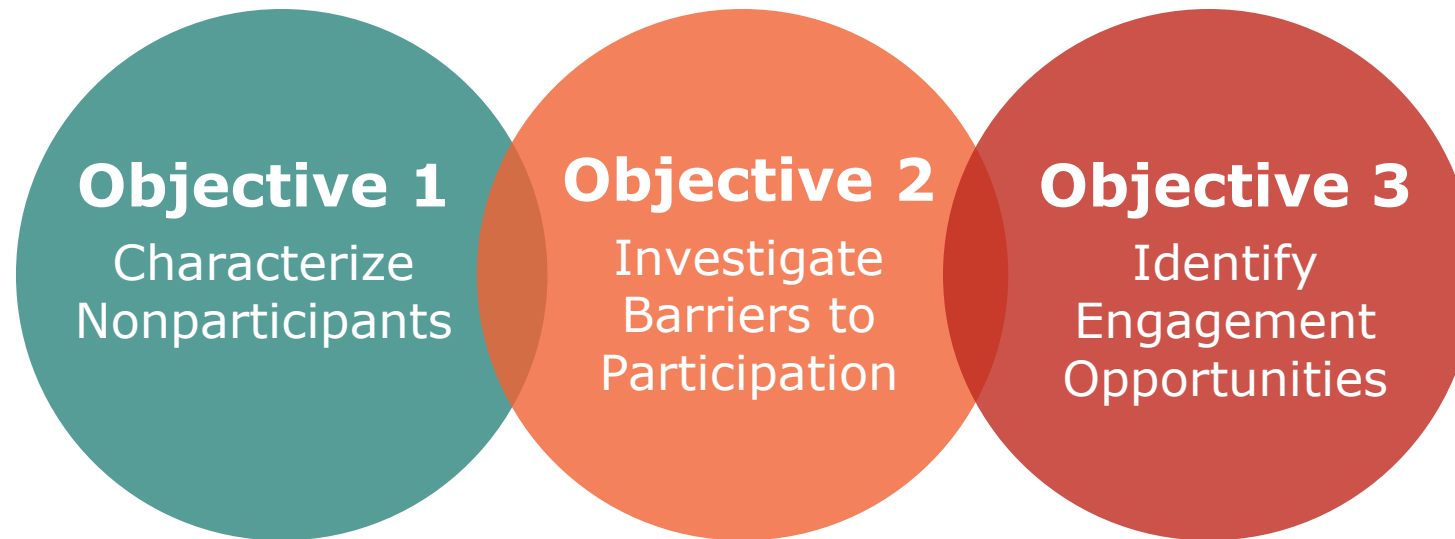 Objective 1
Characterize
Nonparticipants
Objective 2
Investigate
Barriers to
Participation
Objective 3
Identify
Engagement
Opportunities